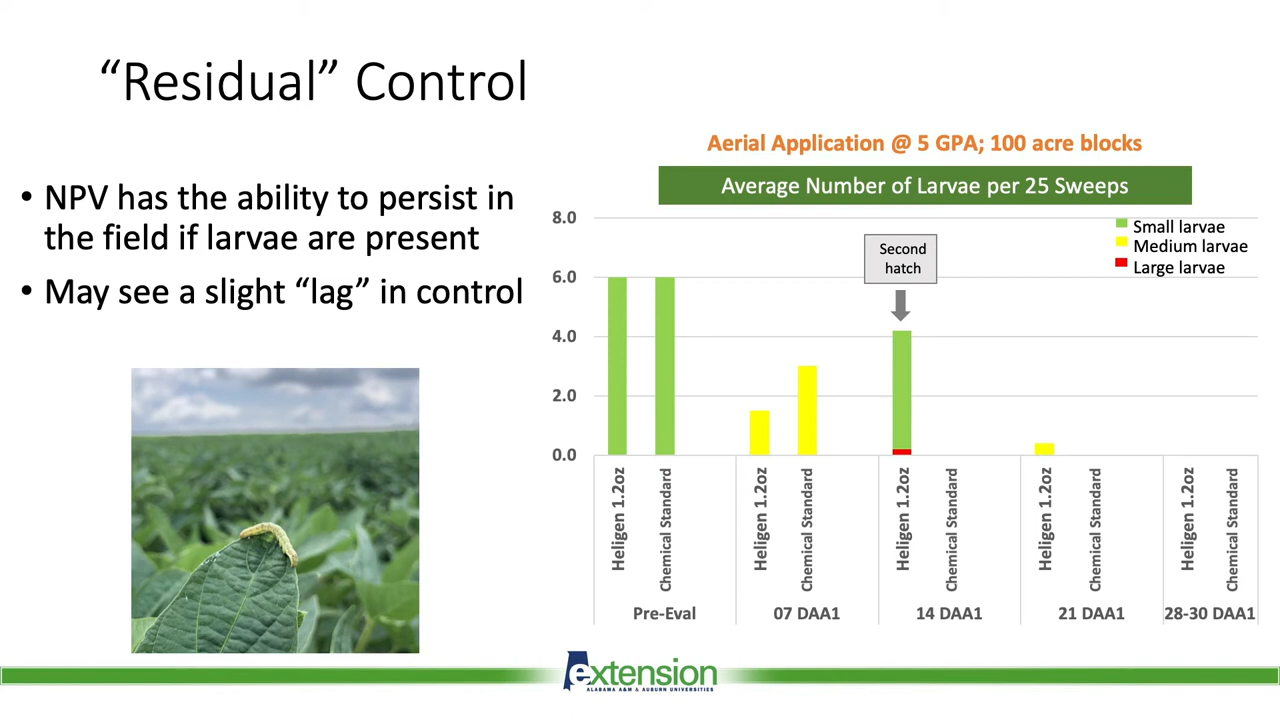 “Residual” Control
• NPV has the ability to persist in
the field if larvae are present
• May see a slight “lag” in control
Aerial Application @ 5 GPA; 100 acre blocks
Average Number of Larvae per 25 Sweeps
8.0
6.0
4.0
2.0
0.0
Small larvae
Medium larvae
Large larvae
Second
hatch
Heligen 1.2oz
Chemical Standard
Heligen 1.2oz
Chemical Standard
Heligen 1.2oz
Chemical Standard
Heligen 1.2oz
Chemical Standard
Heligen 1.2oz
Chemical Standard
Pre-Eval
07 DAA1
14 DAA1
21 DAA1
28-30 DAA1
extension
ALABAMA A&M & AUBURN UNIVERSITIES